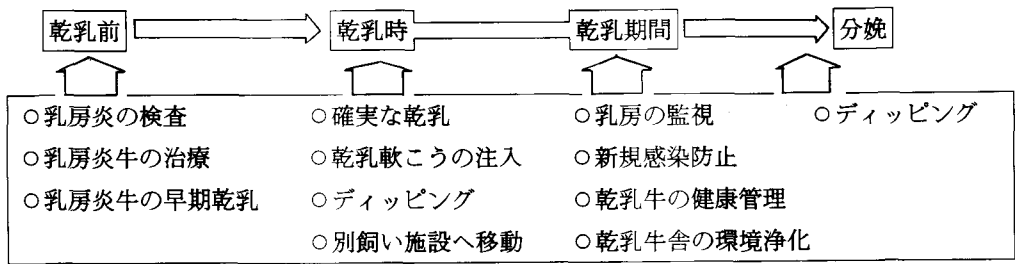 乾乳前 乾乳時 乾乳期間 分娩
○乳房炎の検査 ○確実な乾乳 ○乳房の監視 ○ディッピング
○乳房炎牛の治療 ○乾乳軟こうの注入 ○新規感染防止
○乳房炎牛の早期乾乳 ○ディッピング ○乾乳牛の健康管理
○別飼い施設へ移動 ○乾乳牛舎の環境浄化